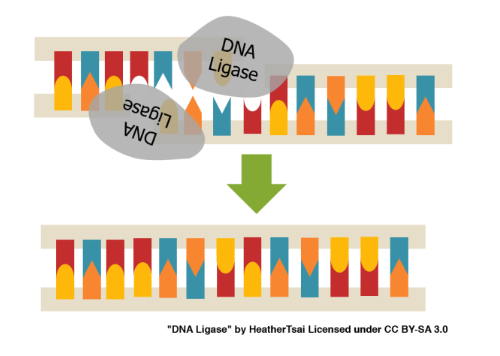 DNA
Ligase
DNA
Ligase
"DNA Ligase" by HeatherTsai Licensed under CC BY-SA 3.0